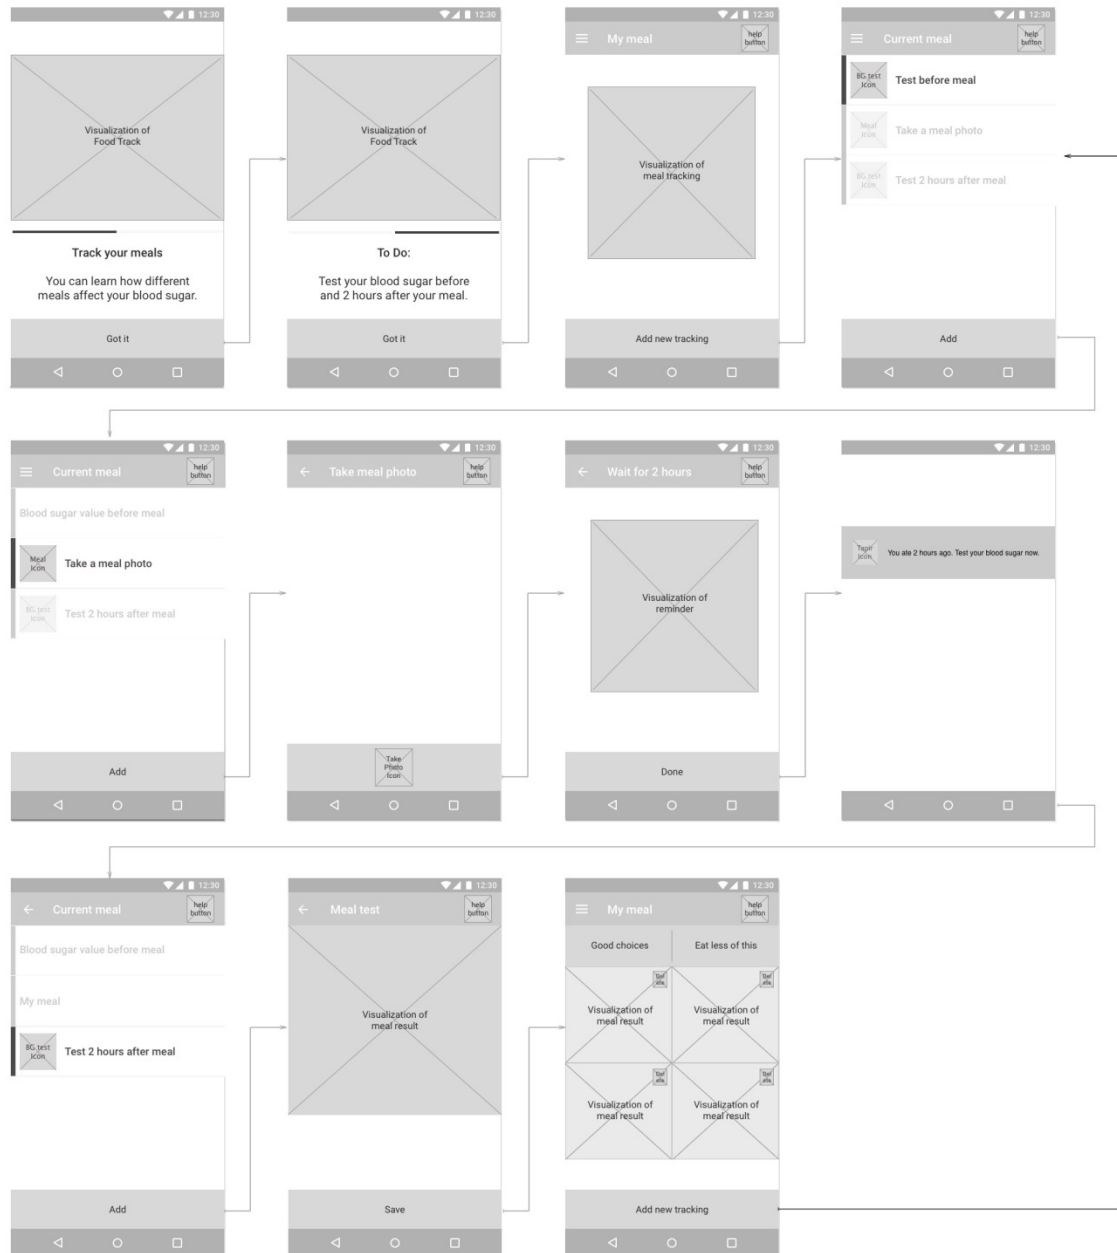 12:30
Visualization of
Food Track
Track your meals
You can learn how different
meals affect your blood sugar.
Got it
12:30
Visualization of
Food Track
To Do:
Test your blood sugar before
and 2 hours after your meal.
Got it
12:30
My meal
help
button
Visualization of
meal tracking
Add new tracking
12:30
Current meal
help
button
BG test
Icon
Test before meal
Meal
Icon
Take a meal photo
BG test
Icon
Test 2 hours after meal
Add
12:30
Current meal
help
button
Blood sugar value before meal
Meal
Icon
Take a meal photo
BG test
Icon
Test 2 hours after meal
Add
12:30
Take meal photo
help
button
Take
Photo
Icon
12:30
Wait for 2 hours
help
button
Visualization of
reminder
Done
12:30
Icon
You ate 2 hours ago. Test your blood sugar now.
12:30
Current meal
help
button
Blood sugar value before meal
My meal
BG test
Icon
Test 2 hours after meal
Add
12:30
Meal test
help
button
Visualization of
meal result
Save
12:30
My meal
help
button
Good choices
Eat less of this
Del
ete
Visualization of
meal result
Del
ete
Visualization of
meal result
Del
ete
Visualization of
meal result
Del
ete
Visualization of
meal result
Add new tracking